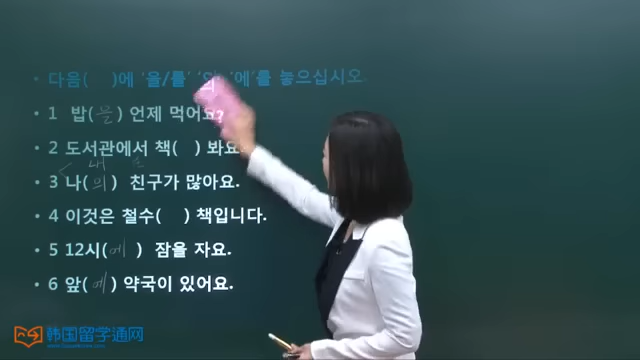 다음( )에 '을/를' '의' '에'를 놓으십시오.
1 밥(을) 언제 먹어요?
2 도서관에서 책( ) 봐요.
내
3 나(의) 친구가 많아요.
4 이것은 철수( ) 책입니다.
5 12시(에) 잠을 자요.
6 앞(에) 약국이 있어요.
韩国留学通网